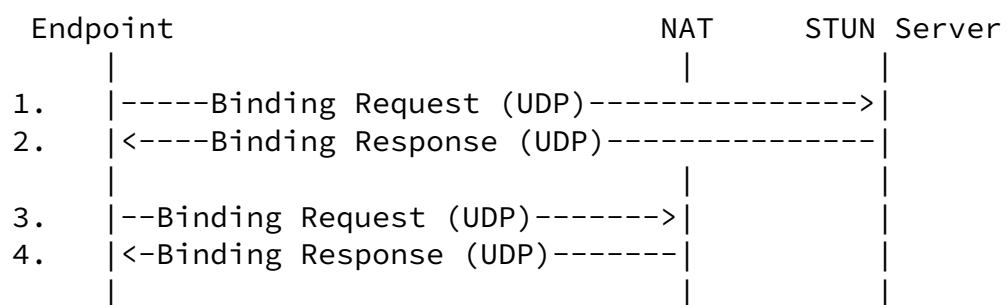 Endpoint NAT STUN Server
1. |-----Binding Request (UDP)--------------->|
2. |<----Binding Response (UDP)---------------|
3. |--Binding Request (UDP)------->| |
4. |<-Binding Response (UDP)-------| |